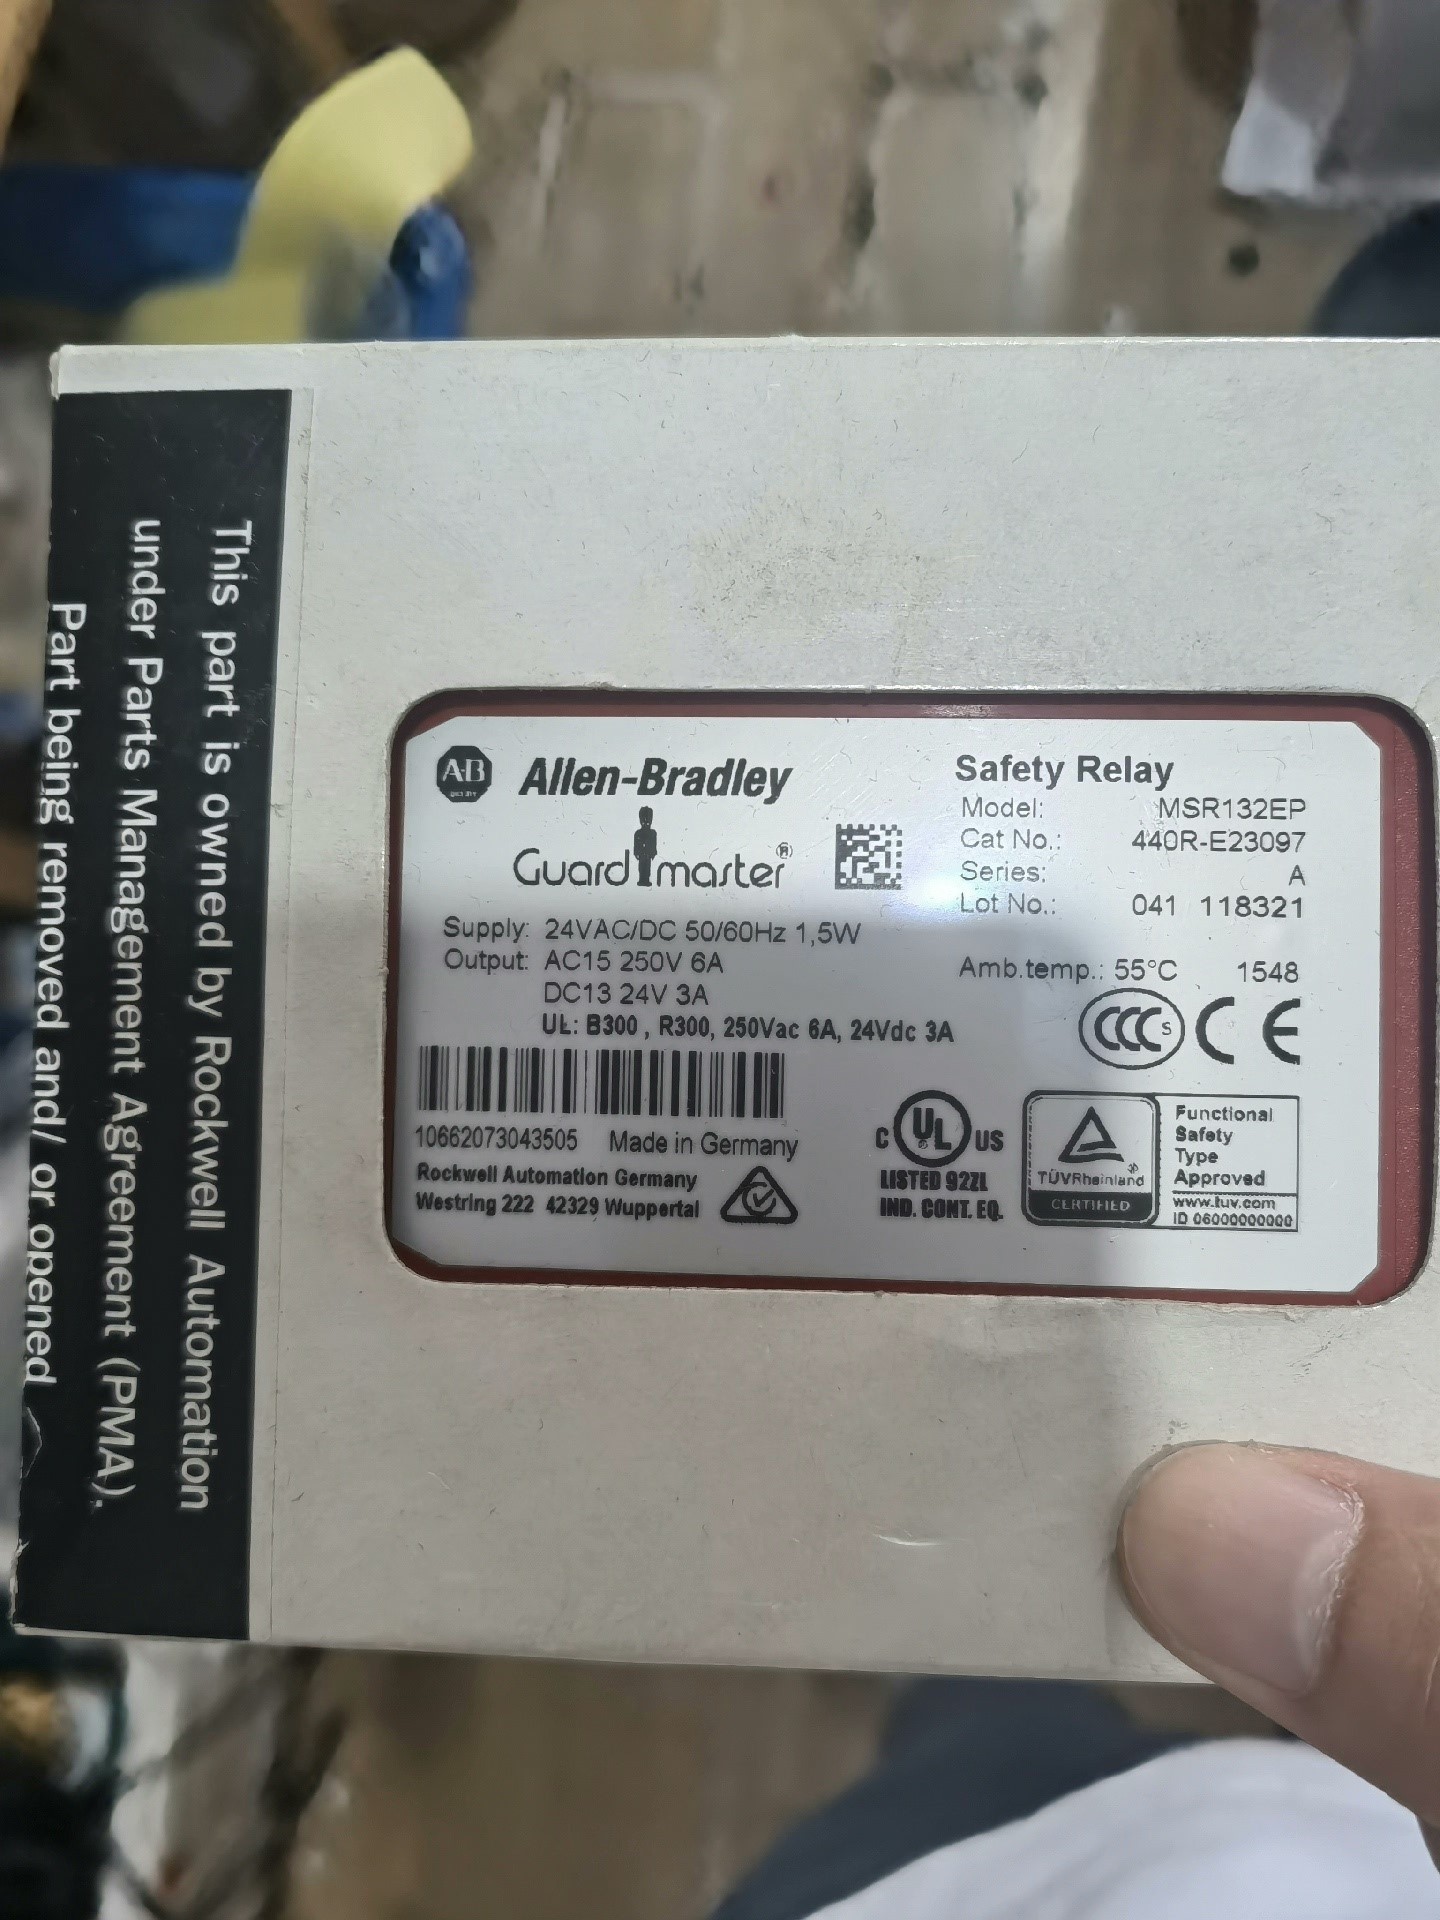 This part is owned by Rockwell Automation
under Parts Management Agreement (PMA).
Part being removed and/ or opened
AB
Allen-Bradley
Guardmaster®
Safety Relay
Model: MSR132EP
Cat No.: 440R-E23097
Series: A
Lot No.: 041 118321
Supply: 24VAC/DC 50/60Hz 1,5W
Output: AC15 250V 6A
DC13 24V 3A
UL: B300 , R300, 250Vac 6A, 24Vdc 3A
Amb.temp.: 55°C 1548
CCC S CE
10662073043505 Made in Germany
Rockwell Automation Germany
Westring 222 42329 Wuppertal
C UL US
LISTED 92ZL
IND. CONT. EQ.
TÜVRheinland
CERTIFIED
Functional
Safety
Type
Approved
www.tuv.com
ID 06000000000